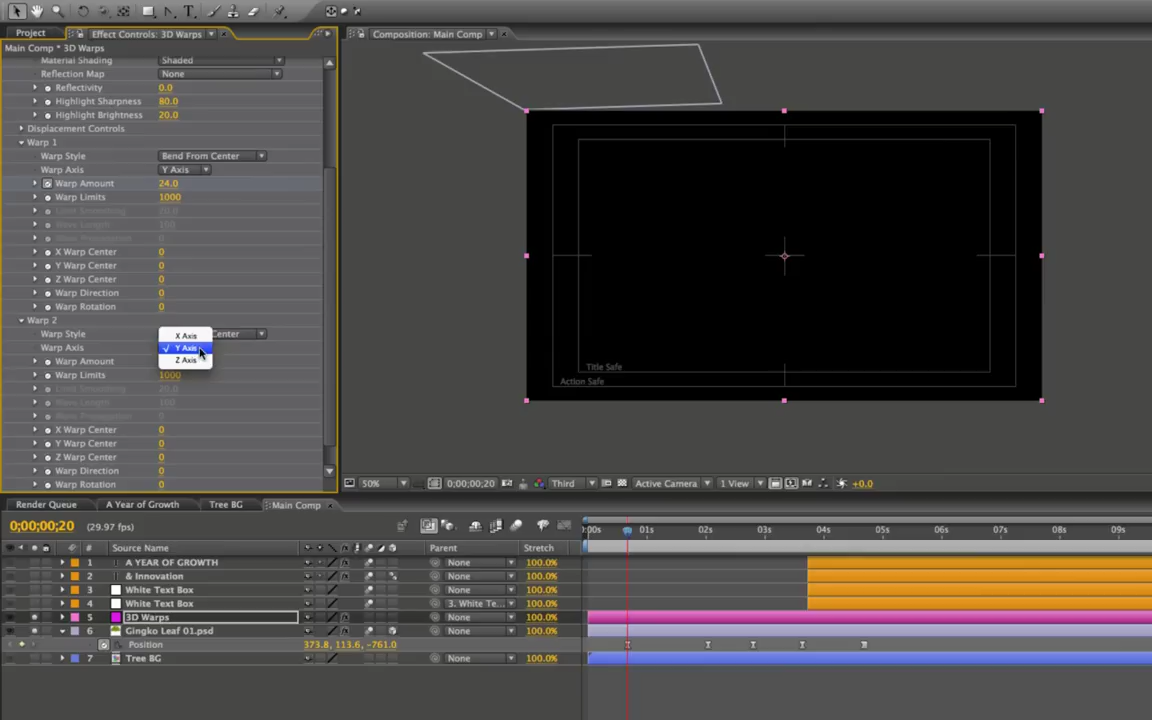 Project
Effect Controls: 3D Warps
Composition: Main Comp
Main Comp * 3D Warps
Material Shading Shaded
Reflection Map None
Reflectivity 0.0
Highlight Sharpness 80.0
Highlight Brightness 20.0
Displacement Controls
Warp 1
Warp Style Bend From Center
Warp Axis Y Axis
Warp Amount 24.0
Warp Limits 1000
Limit Smoothing 20.0
Wave Length 100
Wave Progression 0
X Warp Center 0
Y Warp Center 0
Z Warp Center 0
Warp Direction 0
Warp Rotation 0
Warp 2
Warp Style Center
Warp Axis
X Axis
✓ Y Axis
Z Axis
Warp Amount
Warp Limits 1000
Limit Smoothing 20.0
Wave Length 100
Wave Progression 0
X Warp Center 0
Y Warp Center 0
Z Warp Center 0
Warp Direction 0
Warp Rotation 0
Title Safe
Action Safe
50% 0;00;00;20 Third Active Camera 1 View +0.0
Render Queue A Year of Growth Tree BG Main Comp
0;00;00;20 (29.97 fps)
:00s 01s 02s 03s 04s 05s 06s 07s 08s 09s
# Source Name Parent Stretch
1 A YEAR OF GROWTH None 100.0%
2 & Innovation None 100.0%
3 White Text Box None 100.0%
4 White Text Box 3. White Te... 100.0%
5 3D Warps None 100.0%
6 Gingko Leaf 01.psd None 100.0%
Position 373.8, 113.6, -761.0
7 Tree BG None 100.0%